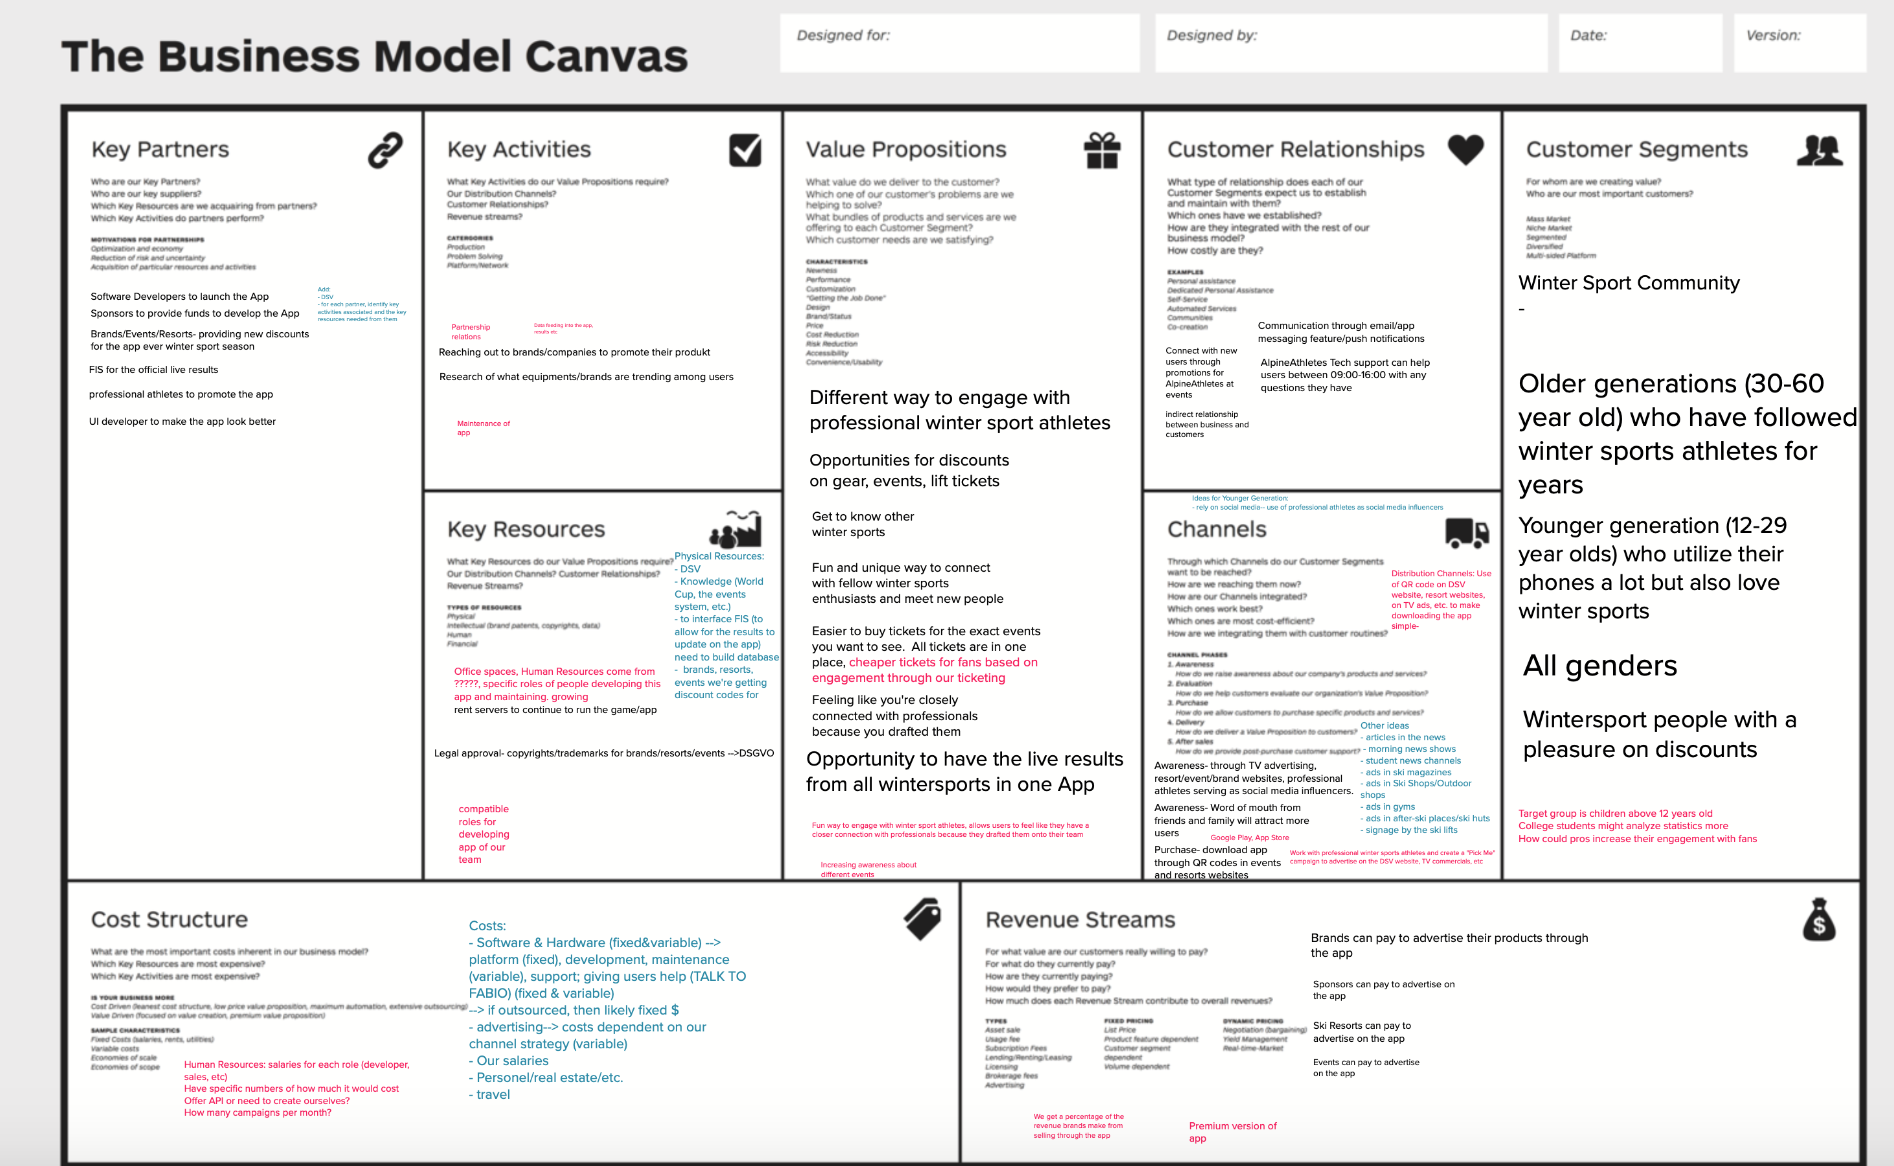 The Business Model Canvas
Designed for:
Designed by:
Date:
Version:
Key Partners
Who are our Key Partners?
Who are our key suppliers?
Which Key Resources are we acquairing from partners?
Which Key Activities do partners perform?
MOTIVATIONS FOR PARTNERSHIPS
Optimization and economy
Reduction of risk and uncertainty
Acquisition of particular resources and activities
Add:
- DSV
- for each partner, identify key
activities associated and the key
resources needed from them
Software Developers to launch the App
Sponsors to provide funds to develop the App
Brands/Events/Resorts- providing new discounts
for the app ever winter sport season
FIS for the official live results
professional athletes to promote the app
UI developer to make the app look better
Key Activities
What Key Activities do our Value Propositions require?
Our Distribution Channels?
Customer Relationships?
Revenue streams?
CATERGORIES
Production
Problem Solving
Platform/Network
Partnership
relations
Data feeding into the app,
results etc
Reaching out to brands/companies to promote their produkt
Research of what equipments/brands are trending among users
Maintenance of
app
Key Resources
What Key Resources do our Value Propositions require?
Our Distribution Channels? Customer Relationships?
Revenue Streams?
TYPES OF RESOURCES
Physical
Intellectual (brand patents, copyrights, data)
Human
Financial
Physical Resources:
- DSV
- Knowledge (World
Cup, the events
system, etc.)
- to interface FIS (to
allow for the results to
update on the app)
need to build database
- brands, resorts,
events we're getting
discount codes for
Office spaces, Human Resources come from
?????, specific roles of people developing this
app and maintaining. growing
rent servers to continue to run the game/app
Legal approval- copyrights/trademarks for brands/resorts/events -->DSGVO
compatible
roles for
developing
app of our
team
Value Propositions
What value do we deliver to the customer?
Which one of our customer's problems are we
helping to solve?
What bundles of products and services are we
offering to each Customer Segment?
Which customer needs are we satisfying?
CHARACTERISTICS
Newness
Performance
Customization
"Getting the Job Done"
Design
Brand/Status
Price
Cost Reduction
Risk Reduction
Accessibility
Convenience/Usability
Different way to engage with
professional winter sport athletes
Opportunities for discounts
on gear, events, lift tickets
Get to know other
winter sports
Fun and unique way to connect
with fellow winter sports
enthusiasts and meet new people
Easier to buy tickets for the exact events
you want to see. All tickets are in one
place, cheaper tickets for fans based on
engagement through our ticketing
Feeling like you're closely
connected with professionals
because you drafted them
Opportunity to have the live results
from all wintersports in one App
Fun way to engage with winter sport athletes, allows users to feel like they have a
closer connection with professionals because they drafted them onto their team
Increasing awareness about
different events
Customer Relationships
What type of relationship does each of our
Customer Segments expect us to establish
and maintain with them?
Which ones have we established?
How are they integrated with the rest of our
business model?
How costly are they?
EXAMPLES
Personal assistance
Dedicated Personal Assistance
Self-Service
Automated Services
Communities
Co-creation
Communication through email/app
messaging feature/push notifications
Connect with new
users through
promotions for
AlpineAthletes at
events
AlpineAthletes Tech support can help
users between 09:00-16:00 with any
questions they have
indirect relationship
between business and
customers
Ideas for Younger Generation:
- rely on social media-- use of professional athletes as social media influencers
Channels
Through which Channels do our Customer Segments
want to be reached?
How are we reaching them now?
How are our Channels integrated?
Which ones work best?
Which ones are most cost-efficient?
How are we integrating them with customer routines?
Distribution Channels: Use
of QR code on DSV
website, resort websites,
on TV ads, etc. to make
downloading the app
simple-
CHANNEL PHASES
1. Awareness
How do we raise awareness about our company's products and services?
2. Evaluation
How do we help customers evaluate our organization's Value Proposition?
3. Purchase
How do we allow customers to purchase specific products and services?
4. Delivery
How do we deliver a Value Proposition to customers?
5. After sales
How do we provide post-purchase customer support?
Other ideas
- articles in the news
- morning news shows
- student news channels
- ads in ski magazines
- ads in Ski Shops/Outdoor
shops
- ads in gyms
- ads in after-ski places/ski huts
- signage by the ski lifts
Awareness- through TV advertising,
resort/event/brand websites, professional
athletes serving as social media influencers.
Awareness- Word of mouth from
friends and family will attract more
users
Google Play, App Store
Purchase- download app
through QR codes in events
and resorts websites
Work with professional winter sports athletes and create a "Pick Me"
campaign to advertise on the DSV website, TV commercials, etc
Customer Segments
For whom are we creating value?
Who are our most important customers?
Mass Market
Niche Market
Segmented
Diversified
Multi-sided Platform
Winter Sport Community
-
Older generations (30-60
year old) who have followed
winter sports athletes for
years
Younger generation (12-29
year olds) who utilize their
phones a lot but also love
winter sports
All genders
Wintersport people with a
pleasure on discounts
Target group is children above 12 years old
College students might analyze statistics more
How could pros increase their engagement with fans
Cost Structure
What are the most important costs inherent in our business model?
Which Key Resources are most expensive?
Which Key Activities are most expensive?
IS YOUR BUSINESS MORE
Cost Driven (leanest cost structure, low price value proposition, maximum automation, extensive outsourcing)
Value Driven (focused on value creation, premium value proposition)
SAMPLE CHARACTERISTICS
Fixed Costs (salaries, rents, utilities)
Variable costs
Economies of scale
Economies of scope
Human Resources: salaries for each role (developer,
sales, etc)
Have specific numbers of how much it would cost
Offer API or need to create ourselves?
How many campaigns per month?
Costs:
- Software & Hardware (fixed&variable) -->
platform (fixed), development, maintenance
(variable), support; giving users help (TALK TO
FABIO) (fixed & variable)
--> if outsourced, then likely fixed $
- advertising--> costs dependent on our
channel strategy (variable)
- Our salaries
- Personel/real estate/etc.
- travel
Revenue Streams
For what value are our customers really willing to pay?
For what do they currently pay?
How are they currently paying?
How would they prefer to pay?
How much does each Revenue Stream contribute to overall revenues?
TYPES
Asset sale
Usage fee
Subscription Fees
Lending/Renting/Leasing
Licensing
Brokerage fees
Advertising
FIXED PRICING
List Price
Product feature dependent
Customer segment
dependent
Volume dependent
DYNAMIC PRICING
Negotiation (bargaining)
Yield Management
Real-time-Market
Brands can pay to advertise their products through
the app
Sponsors can pay to advertise on
the app
Ski Resorts can pay to
advertise on the app
Events can pay to advertise
on the app
We get a percentage of the
revenue brands make from
selling through the app
Premium version of
app